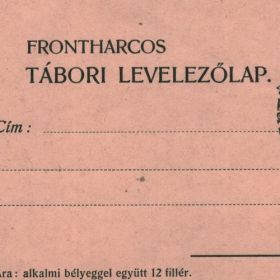 FRONTHARCOS
TÁBORI LEVELEZŐLAP.
Cím :
Ára : alkalmi bélyeggel együtt 12 fillér.